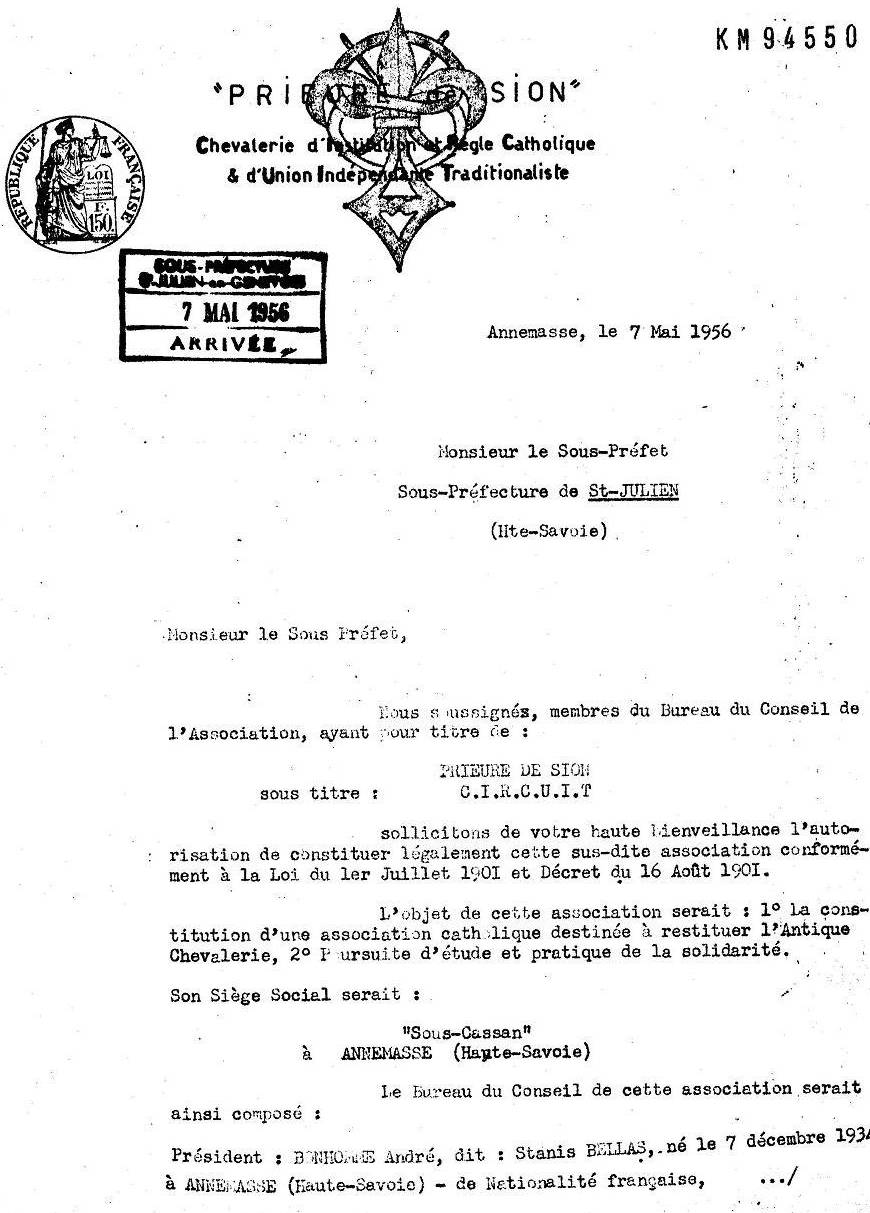 KM 94550
"PRIEURÉ de SION"
Chevalerie d'Institution et Règle Catholique
& d'Union Indépendante Traditionaliste
RÉPUBLIQUE FRANÇAISE
LOI
F.
150
SOUS-PRÉFECTURE
St-JULIEN-en-GENEVOIS
7 MAI 1956
ARRIVÉE
Annemasse, le 7 Mai 1956
Monsieur le Sous-Préfet
Sous-Préfecture de St-JULIEN
(Hte-Savoie)
Monsieur le Sous Préfet,
Nous soussignés, membres du Bureau du Conseil de
l'Association, ayant pour titre de :
PRIEURE DE SION
sous titre : C.I.R.C.U.I.T
sollicitons de votre haute bienveillance l'auto-
risation de constituer légalement cette sus-dite association conformé-
ment à la Loi du 1er Juillet 1901 et Décret du 16 Août 1901.
L'objet de cette association serait : 1° La cons-
titution d'une association catholique destinée à restituer l'Antique
Chevalerie, 2° Poursuite d'étude et pratique de la solidarité.
Son Siège Social serait :
"Sous-Cassan"
à ANNEMASSE (Haute-Savoie)
Le Bureau du Conseil de cette association serait
ainsi composé :
Président : BONHOMME André, dit : Stanis BELLAS, né le 7 décembre 1934
à ANNEMASSE (Haute-Savoie) - de Nationalité française, .../